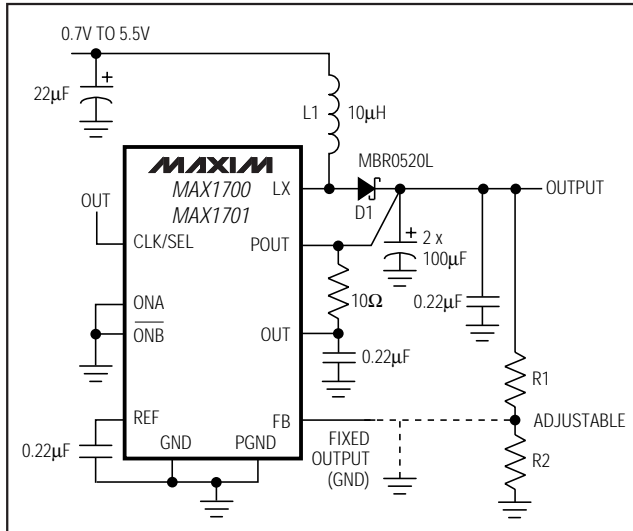 0.7V TO 5.5V
22μF
+
L1
10μH
MAXIM
MAX1700
MAX1701
LX
MBR0520L
D1
OUTPUT
OUT
CLK/SEL
POUT
+
2 x
100μF
10Ω
0.22μF
ONA
ONB
OUT
0.22μF
R1
REF
FB
ADJUSTABLE
0.22μF
GND
PGND
FIXED
OUTPUT
(GND)
R2